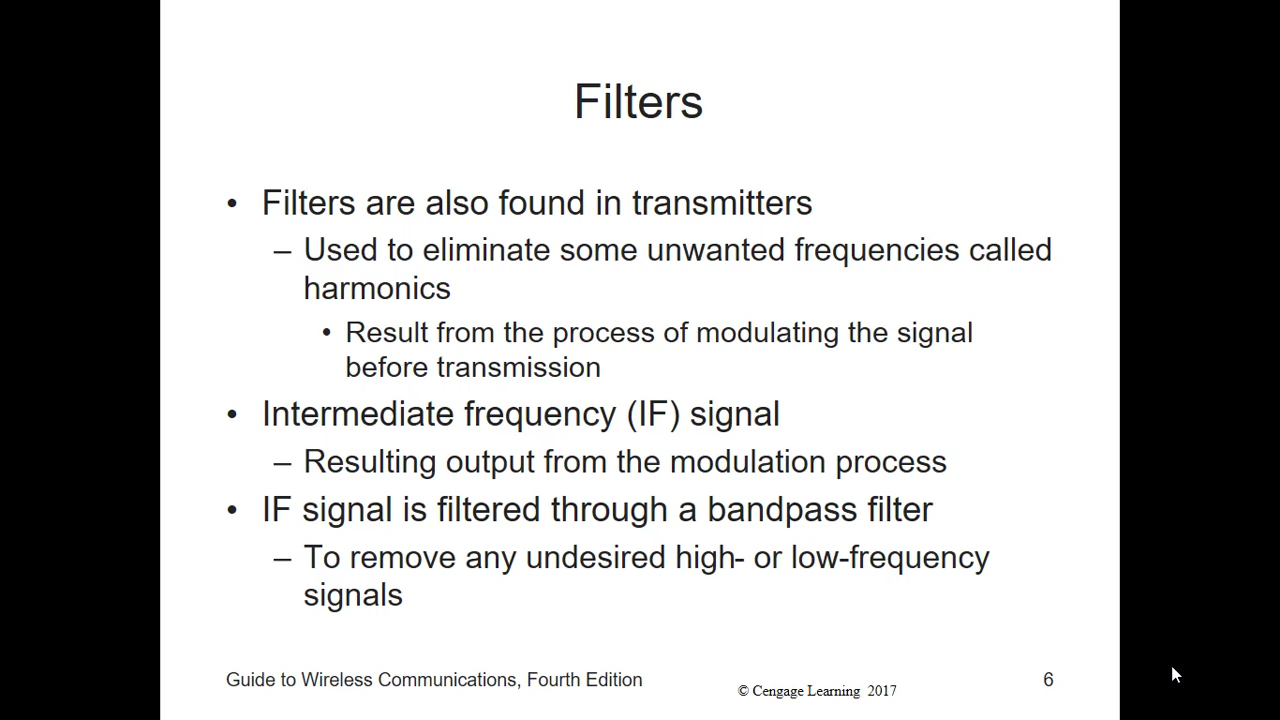 Filters
• Filters are also found in transmitters
– Used to eliminate some unwanted frequencies called
harmonics
• Result from the process of modulating the signal
before transmission
• Intermediate frequency (IF) signal
– Resulting output from the modulation process
• IF signal is filtered through a bandpass filter
– To remove any undesired high- or low-frequency
signals
Guide to Wireless Communications, Fourth Edition
© Cengage Learning 2017
6